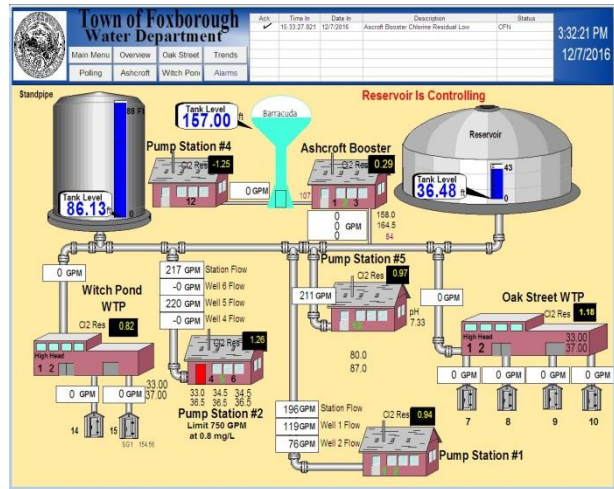 Town of Foxborough
Water Department
Main Menu Overview Oak Street Trends
Polling Ashcroft Witch Pon Alarms
Ack Time In Date In Description Status
15:33:27.821 12/7/2016 Ascroft Booster Chlorine Residual Low CFN
3:32:21 PM
12/7/2016
Standpipe
88 Ft
0
Tank Level
86.13 ft
Tank Level
157.00 ft
Barracuda
Reservoir Is Controlling
Reservoir
43
0
Tank Level
36.48 ft
Pump Station #4
Cl2 Res -1.25
12
0 GPM
Ashcroft Booster
Cl2 Res 0.29
107
1 2 3
0
0 GPM
0
158.0
164.5
84
0 GPM
Witch Pond
WTP
Cl2 Res 0.82
High Head
1 2
0 GPM 0 GPM
33.00
37.00
14 15
SG1 154.56
217 GPM Station Flow
-0 GPM Well 6 Flow
220 GPM Well 5 Flow
-0 GPM Well 4 Flow
Cl2 Res 1.26
4 6
33.0 34.5 34.5
36.5 36.5 36.5
Pump Station #2
Limit 750 GPM
at 0.8 mg/L
Pump Station #5
Cl2 Res 0.97
211 GPM
pH
7.33
80.0
87.0
196 GPM Station Flow
119 GPM Well 1 Flow
76 GPM Well 2 Flow
Cl2 Res 0.94
Pump Station #1
0 GPM
Oak Street WTP
Cl2 Res 1.18
High Head
1 2
33.00
37.00
0 GPM 0 GPM 0 GPM 0 GPM
7 8 9 10